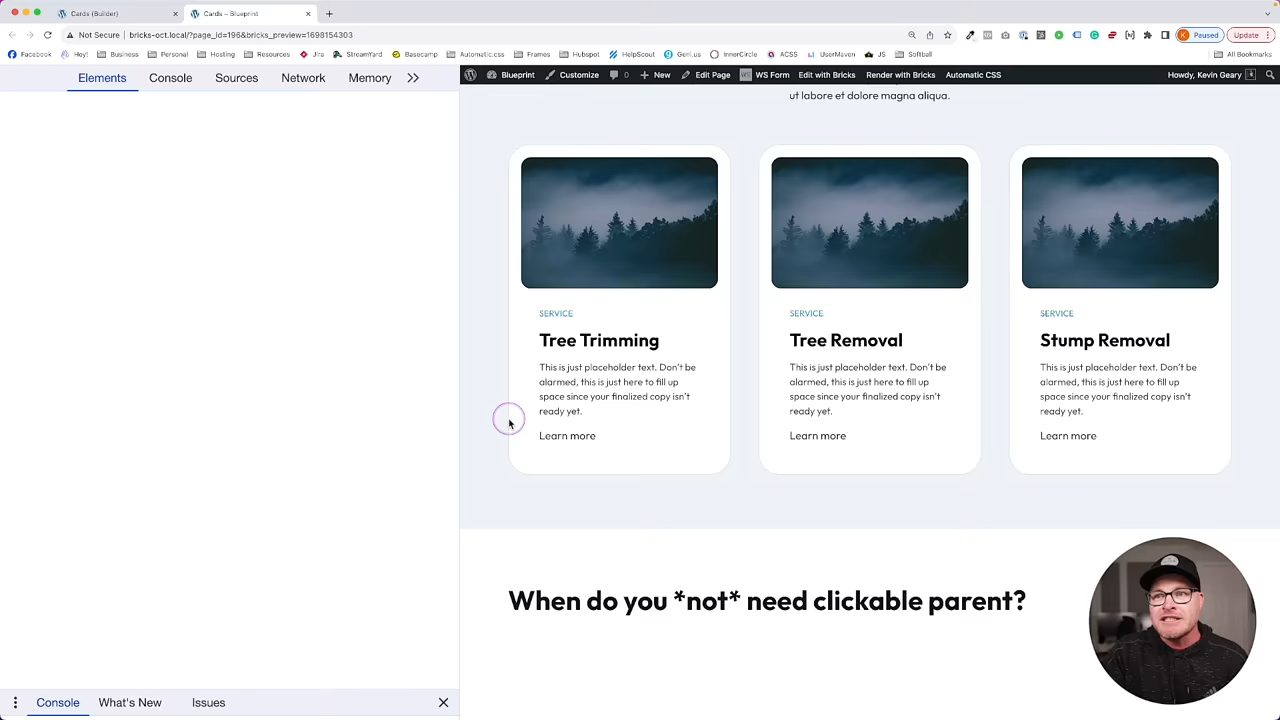 Cards (Builder)
Cards – Blueprint
Not Secure
bricks-oct.local/?page_id=196&bricks_preview=1698154303
Paused
Update
Facebook
Hey!
Business
Personal
Hosting
Resources
Jira
StreamYard
Basecamp
Automatic.css
Frames
Hubspot
HelpScout
Geni.us
InnerCircle
ACSS
UserMaven
JS
Softball
All Bookmarks
Elements
Console
Sources
Network
Memory
Blueprint
Customize
0
New
Edit Page
WS Form
Edit with Bricks
Render with Bricks
Automatic CSS
Howdy, Kevin Geary
ut labore et dolore magna aliqua.
SERVICE
Tree Trimming
This is just placeholder text. Don't be
alarmed, this is just here to fill up
space since your finalized copy isn't
ready yet.
Learn more
SERVICE
Tree Removal
This is just placeholder text. Don't be
alarmed, this is just here to fill up
space since your finalized copy isn't
ready yet.
Learn more
SERVICE
Stump Removal
This is just placeholder text. Don't be
alarmed, this is just here to fill up
space since your finalized copy isn't
ready yet.
Learn more
When do you *not* need clickable parent?
Console
What's New
Issues